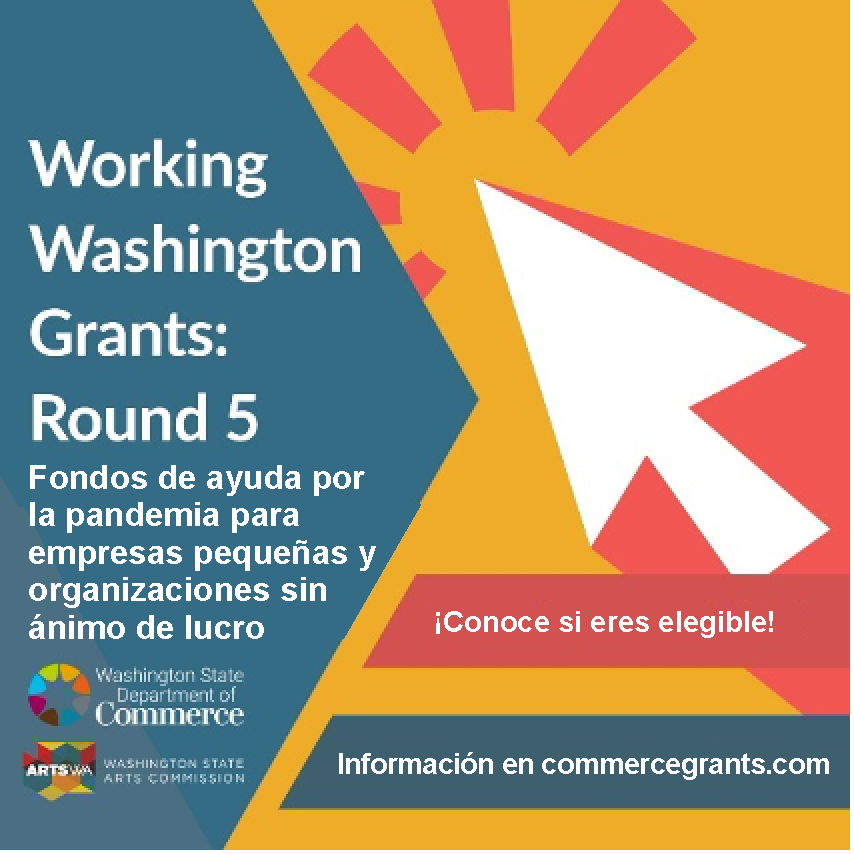 Working
Washington
Grants:
Round 5
Fondos de ayuda por
la pandemia para
empresas pequeñas y
organizaciones sin
ánimo de lucro
Washington State
Department of
Commerce
ARTSWA
WASHINGTON STATE
ARTS COMMISSION
¡Conoce si eres elegible!
Información en commercegrants.com